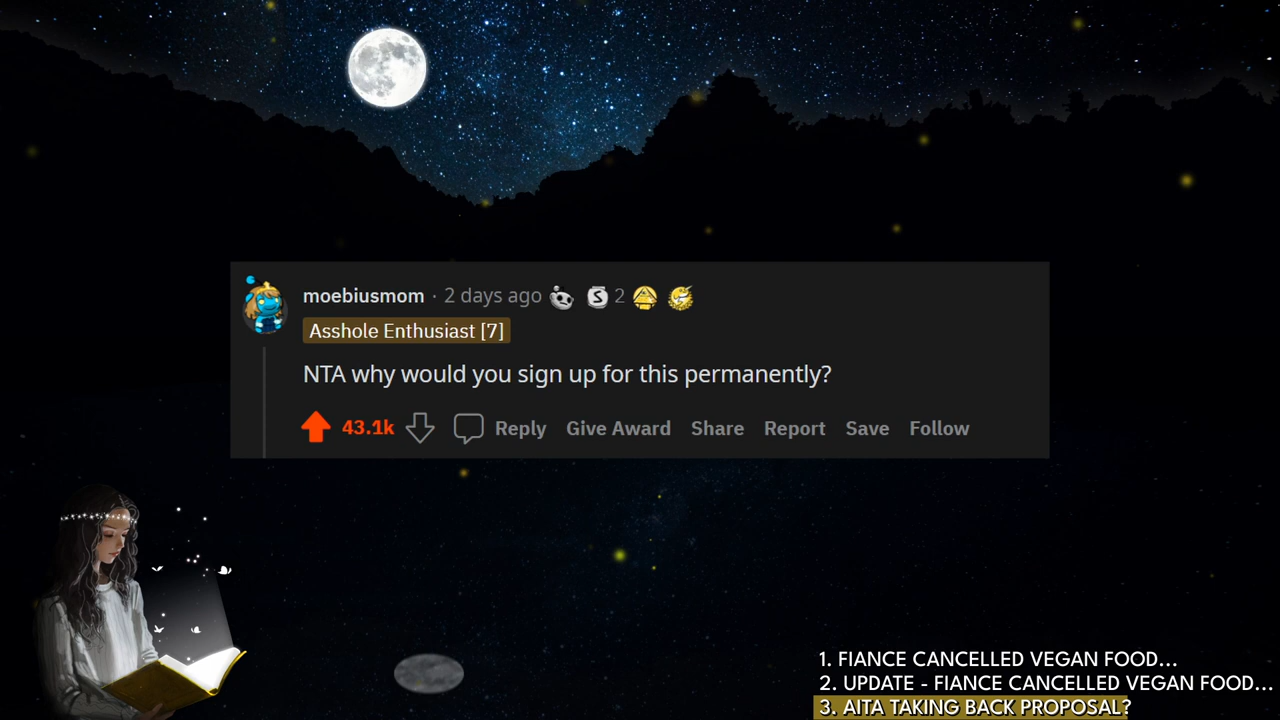 moebiusmom · 2 days ago 2
Asshole Enthusiast [7]
NTA why would you sign up for this permanently?
43.1k Reply Give Award Share Report Save Follow
1. FIANCE CANCELLED VEGAN FOOD...
2. UPDATE - FIANCE CANCELLED VEGAN FOOD...
3. AITA TAKING BACK PROPOSAL?